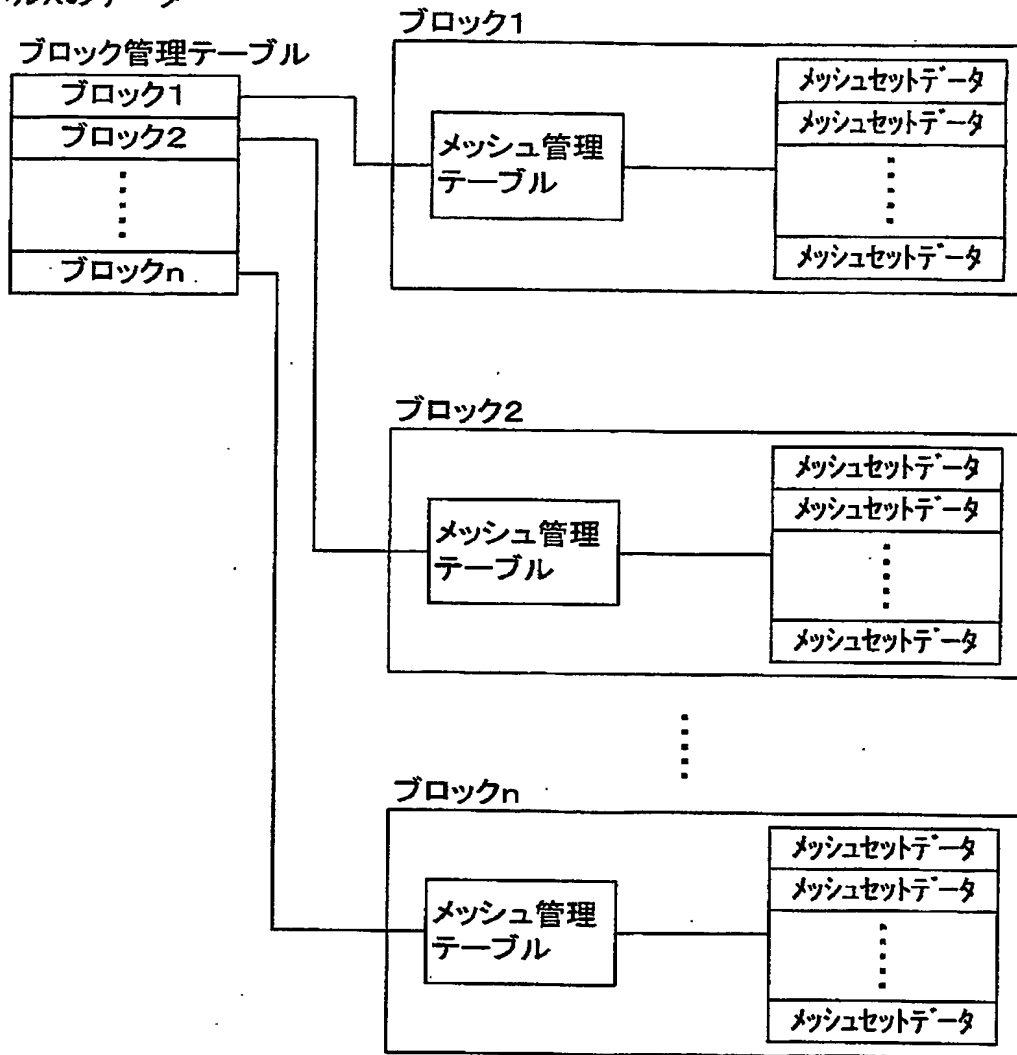 データ
ブロック管理テーブル
ブロック1
ブロック2
ブロックn
ブロック1
メッシュ管理
テーブル
メッシュセットデータ
メッシュセットデータ
メッシュセットデータ
ブロック2
メッシュ管理
テーブル
メッシュセットデータ
メッシュセットデータ
メッシュセットデータ
ブロックn
メッシュ管理
テーブル
メッシュセットデータ
メッシュセットデータ
メッシュセットデータ